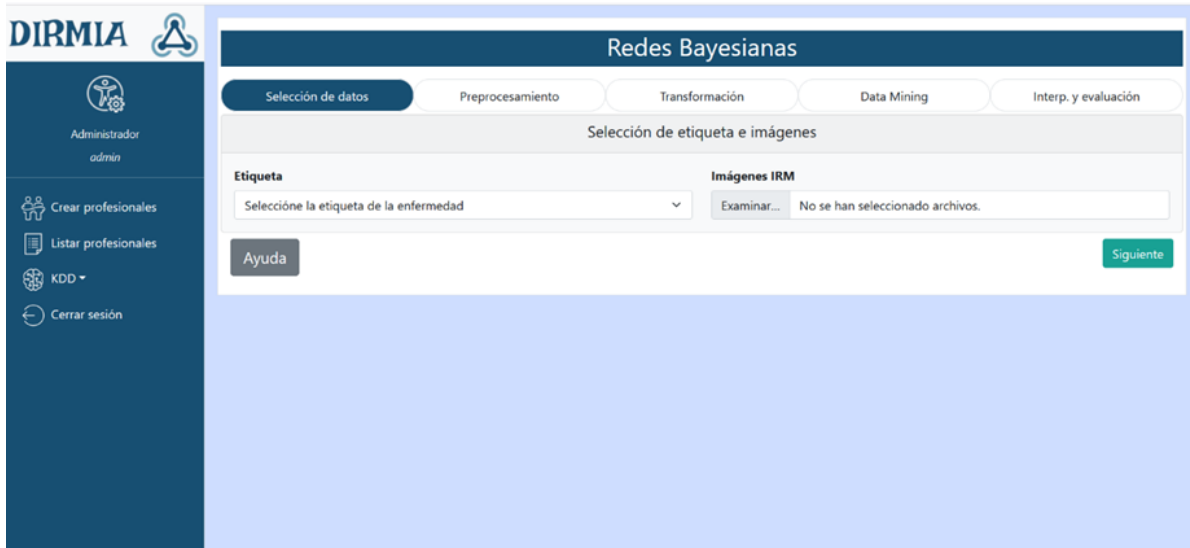 DIRMIA
Administrador
admin
Crear profesionales
Listar profesionales
KDD
Cerrar sesión
Redes Bayesianas
Selección de datos Preprocesamiento Transformación Data Mining Interp. y evaluación
Selección de etiqueta e imágenes
Etiqueta Imágenes IRM
Seleccióne la etiqueta de la enfermedad Examinar... No se han seleccionado archivos.
Ayuda Siguiente